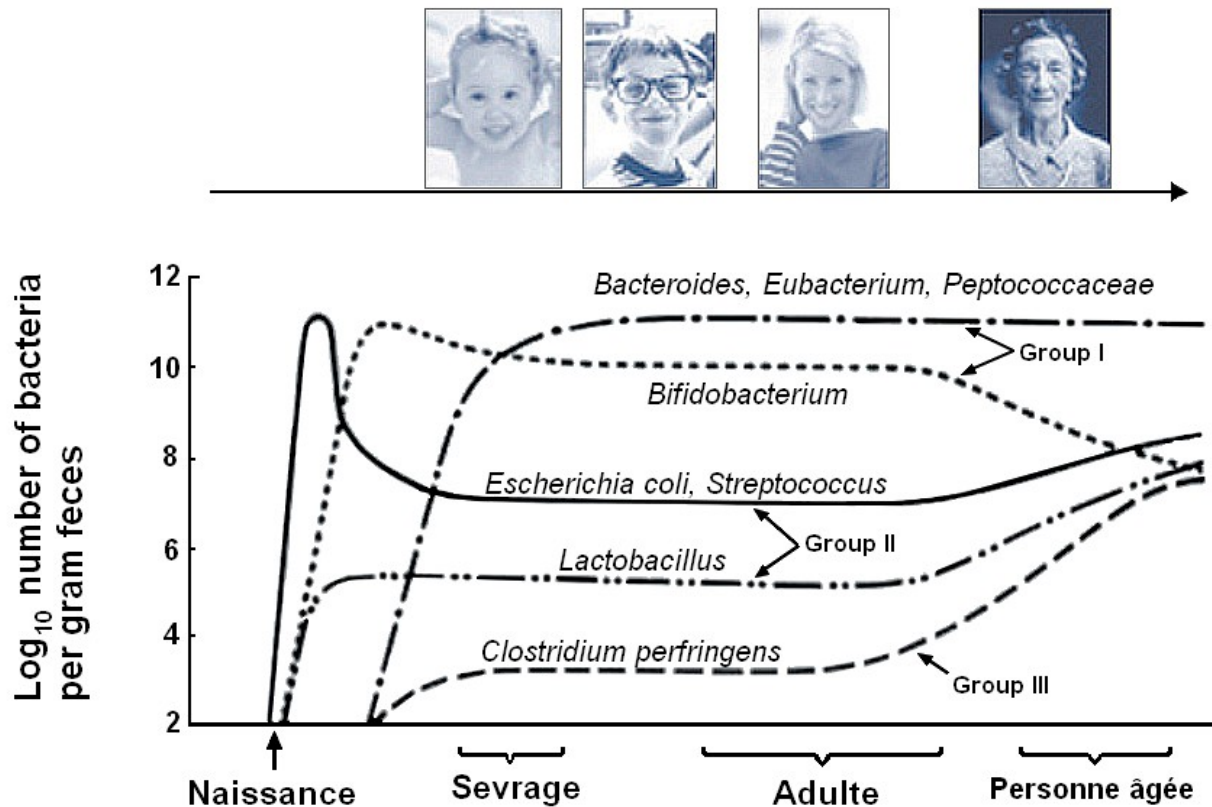 12
10
8
6
4
2
Log10 number of bacteria
per gram feces
Bacteroides, Eubacterium, Peptococcaceae
Group I
Bifidobacterium
Escherichia coli, Streptococcus
Group II
Lactobacillus
Clostridium perfringens
Group III
Naissance
Sevrage
Adulte
Personne âgée